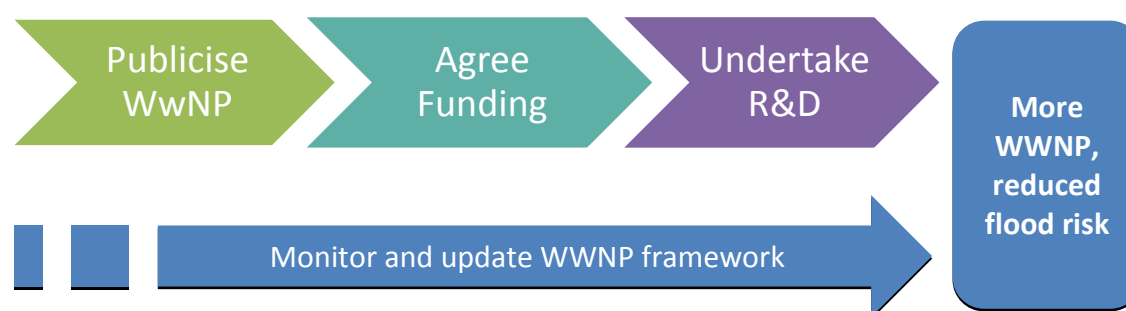 Publicise
WwNP
Agree
Funding
Undertake
R&D
More
WWNP,
reduced
flood risk
Monitor and update WWNP framework